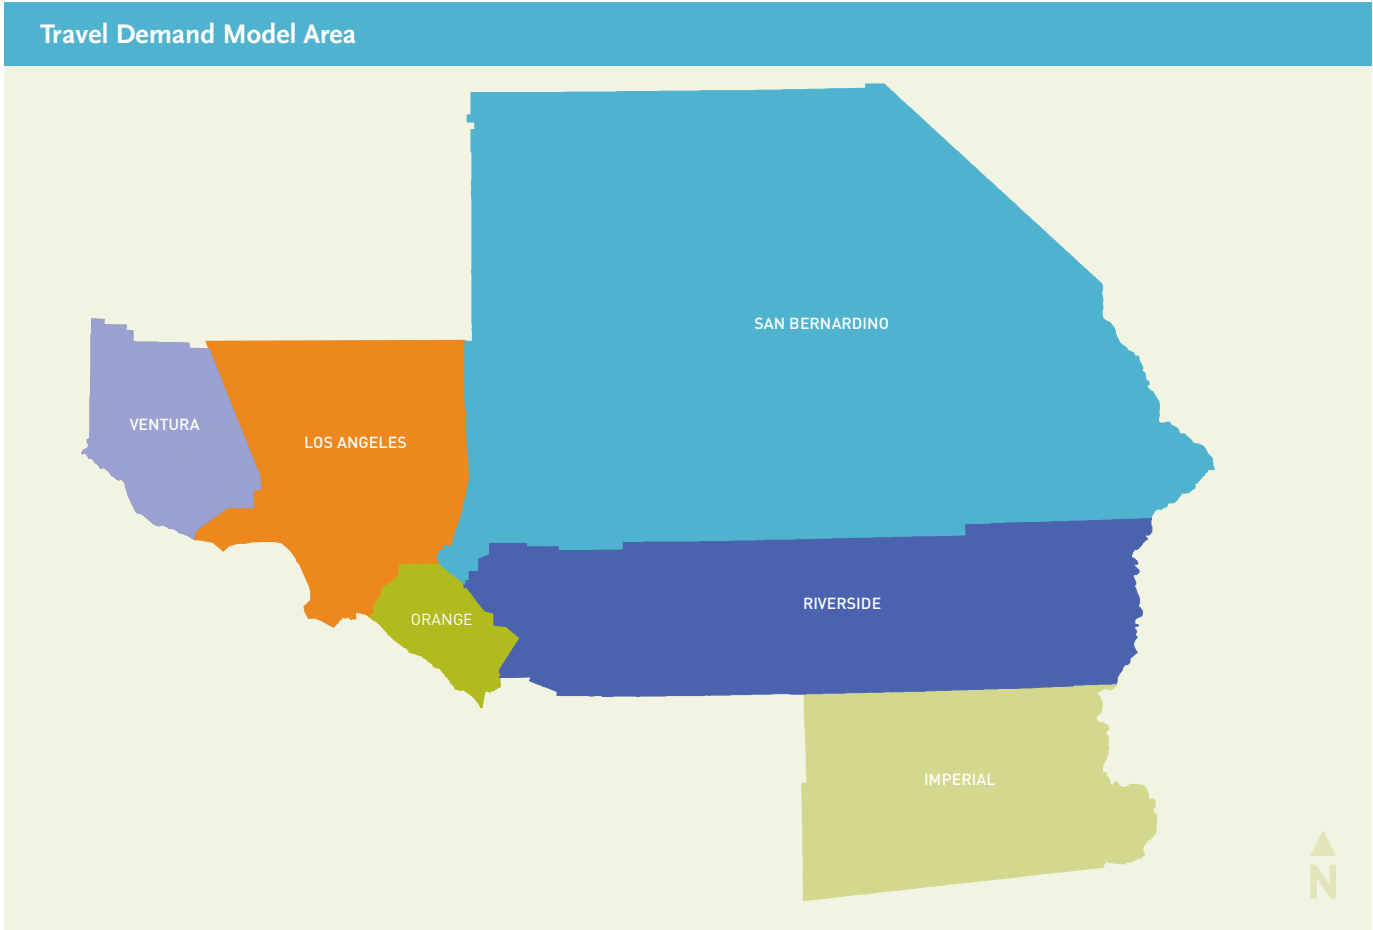 Travel Demand Model Area
SAN BERNARDINO
VENTURA
LOS ANGELES
RIVERSIDE
ORANGE
IMPERIAL
N